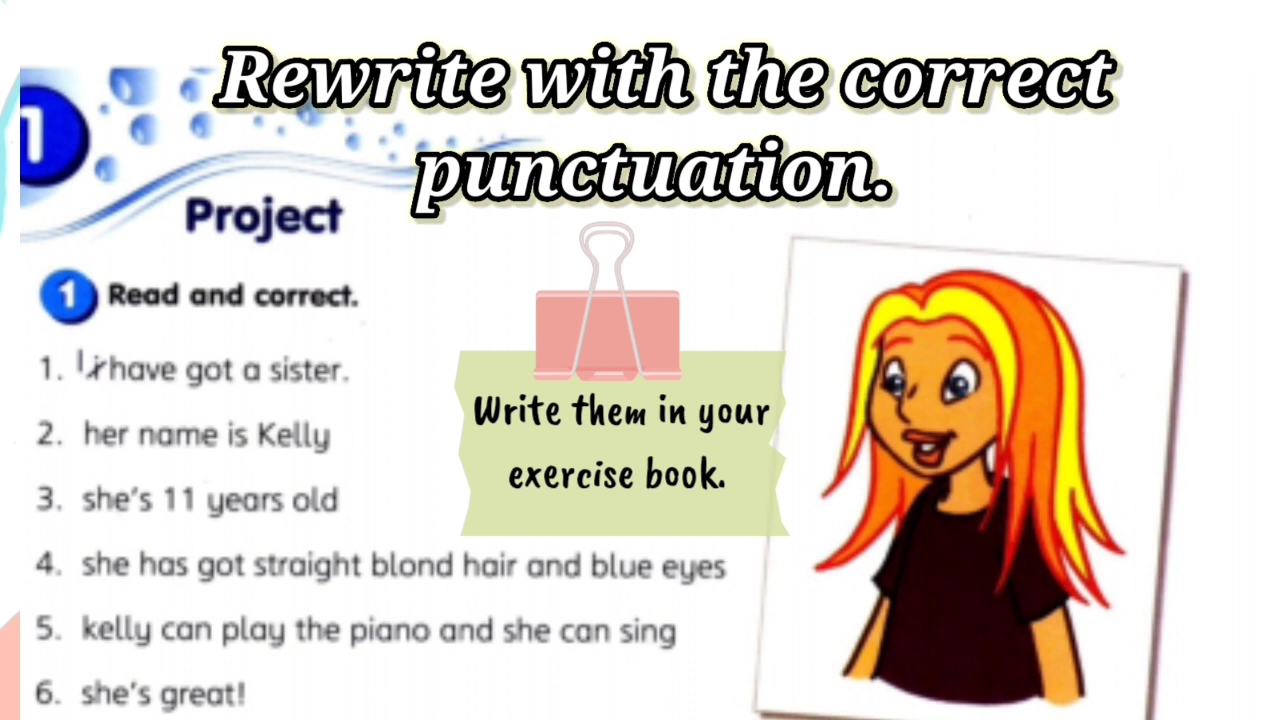 Rewrite with the correct
punctuation.
1
Project
1 Read and correct.
1. I i have got a sister.
2. her name is Kelly
3. she's 11 years old
4. she has got straight blond hair and blue eyes
5. kelly can play the piano and she can sing
6. she's great!
Write them in your
exercise book.